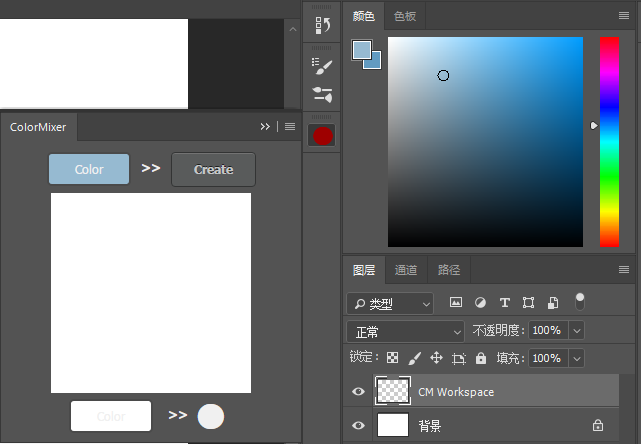 颜色 色板
ColorMixer >>
Color >> Create
Color >>
图层 通道 路径
类型
正常 不透明度: 100%
锁定: 填充: 100%
CM Workspace
背景